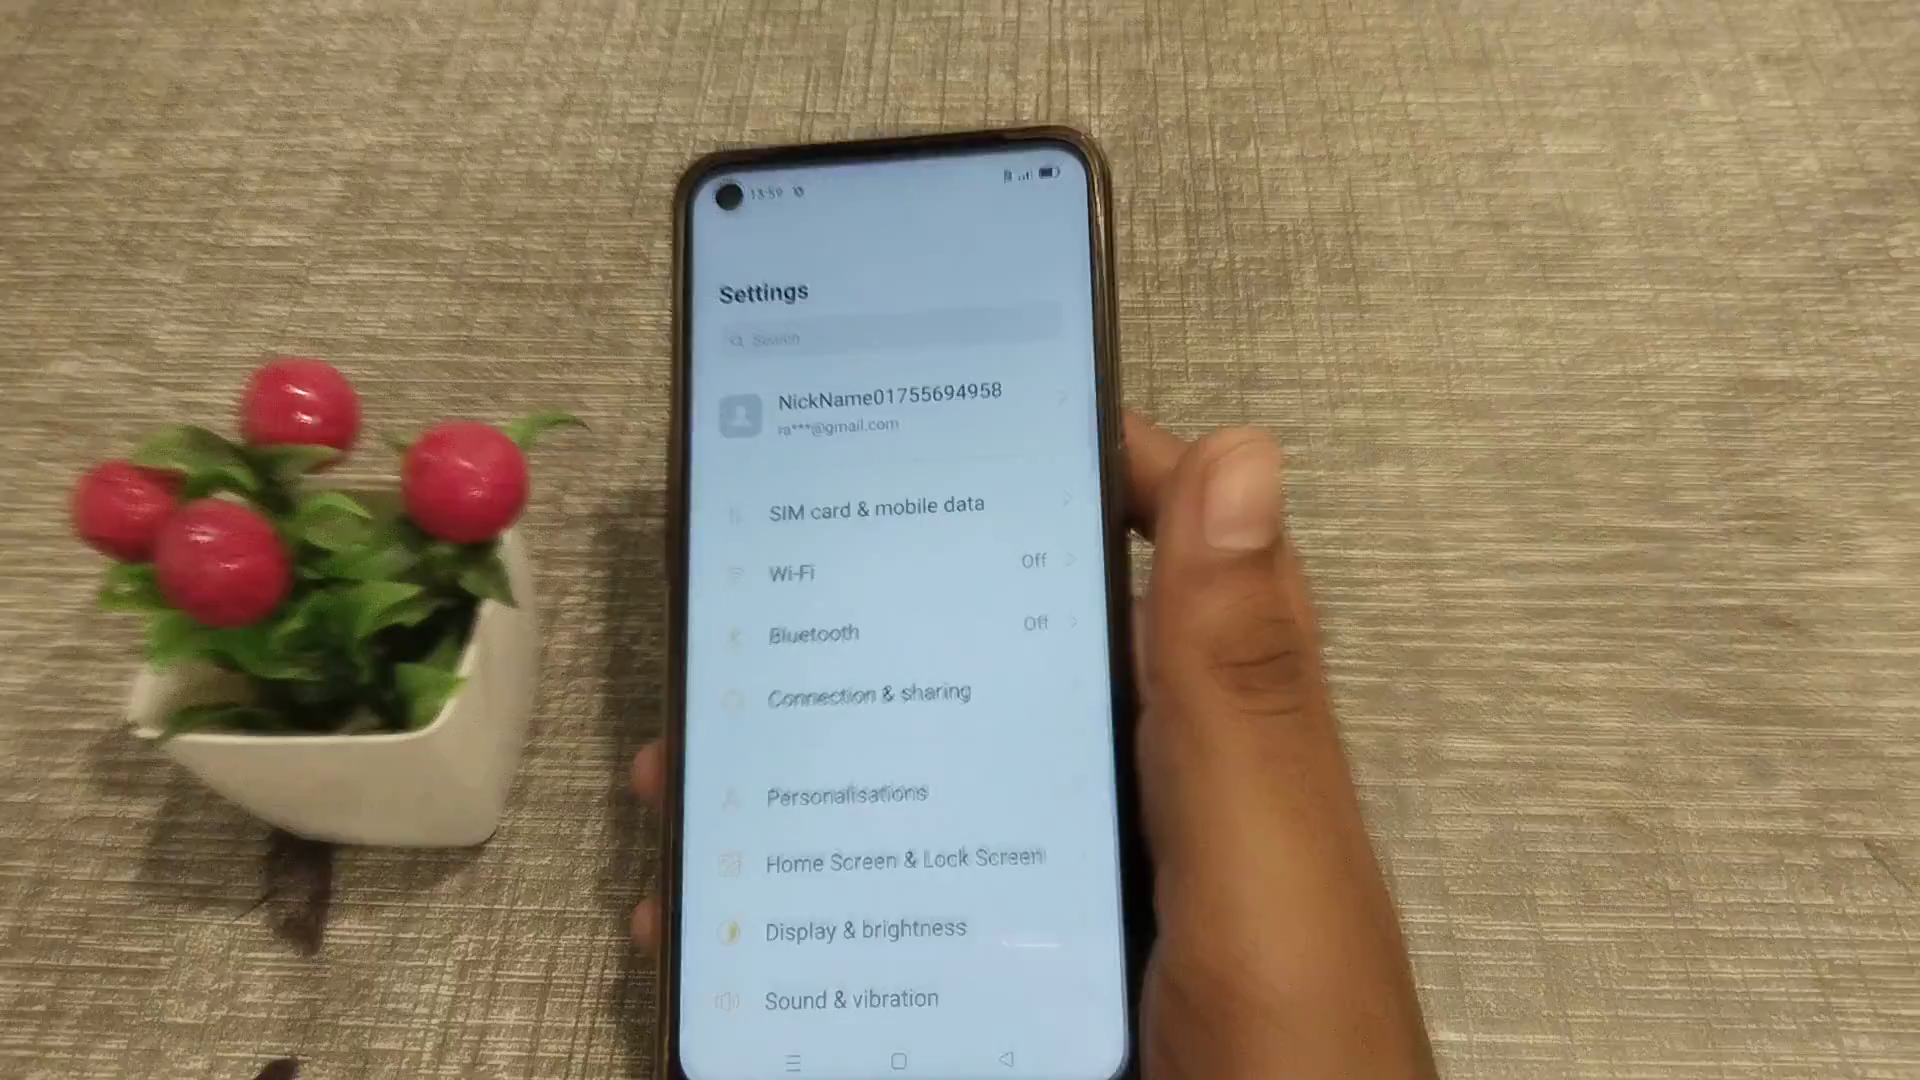 13:59
Settings
Search
NickName01755694958
ra***@gmail.com
SIM card & mobile data
Wi-Fi Off
Bluetooth Off
Connection & sharing
Personalisations
Home Screen & Lock Screen
Display & brightness
Sound & vibration